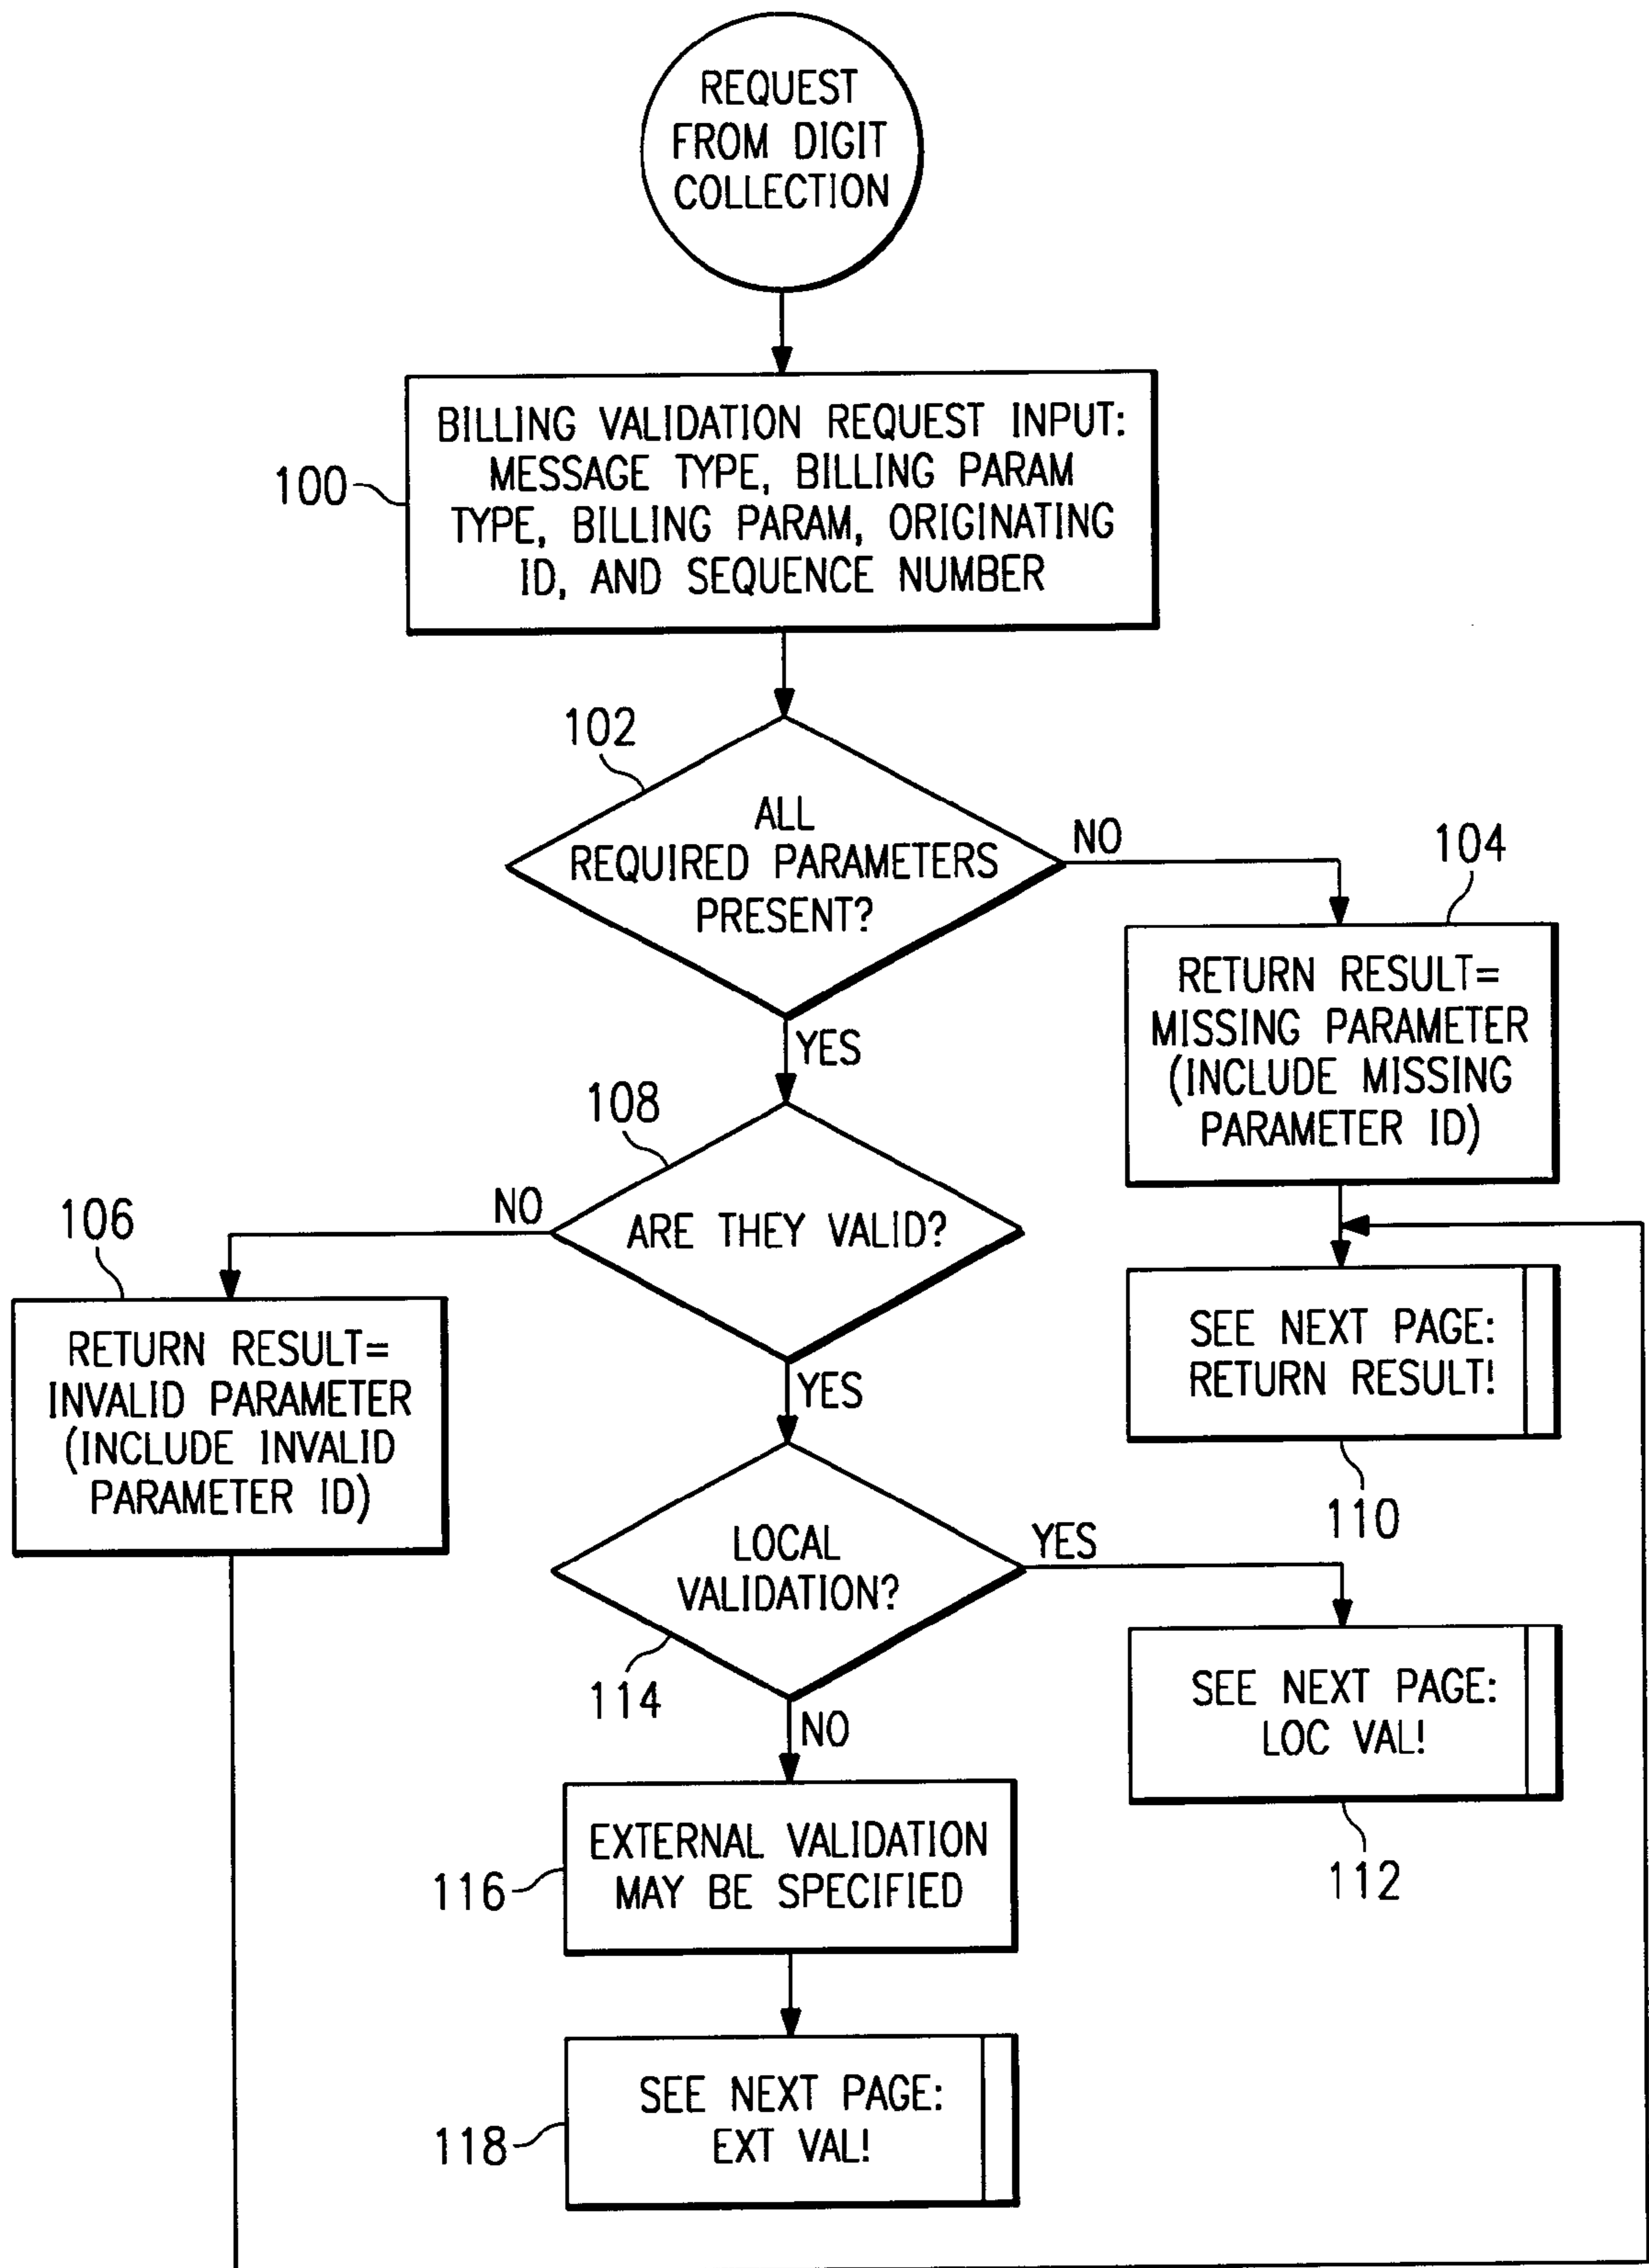 REQUEST
FROM DIGIT
COLLECTION
100
BILLING VALIDATION REQUEST INPUT:
MESSAGE TYPE, BILLING PARAM
TYPE, BILLING PARAM, ORIGINATING
ID, AND SEQUENCE NUMBER
102
ALL
REQUIRED PARAMETERS
PRESENT?
NO
YES
104
RETURN RESULT=
MISSING PARAMETER
(INCLUDE MISSING
PARAMETER ID)
108
ARE THEY VALID?
NO
YES
106
RETURN RESULT=
INVALID PARAMETER
(INCLUDE INVALID
PARAMETER ID)
SEE NEXT PAGE:
RETURN RESULT!
110
LOCAL
VALIDATION?
114
YES
NO
SEE NEXT PAGE:
LOC VAL!
112
EXTERNAL VALIDATION
MAY BE SPECIFIED
116
SEE NEXT PAGE:
EXT VAL!
118